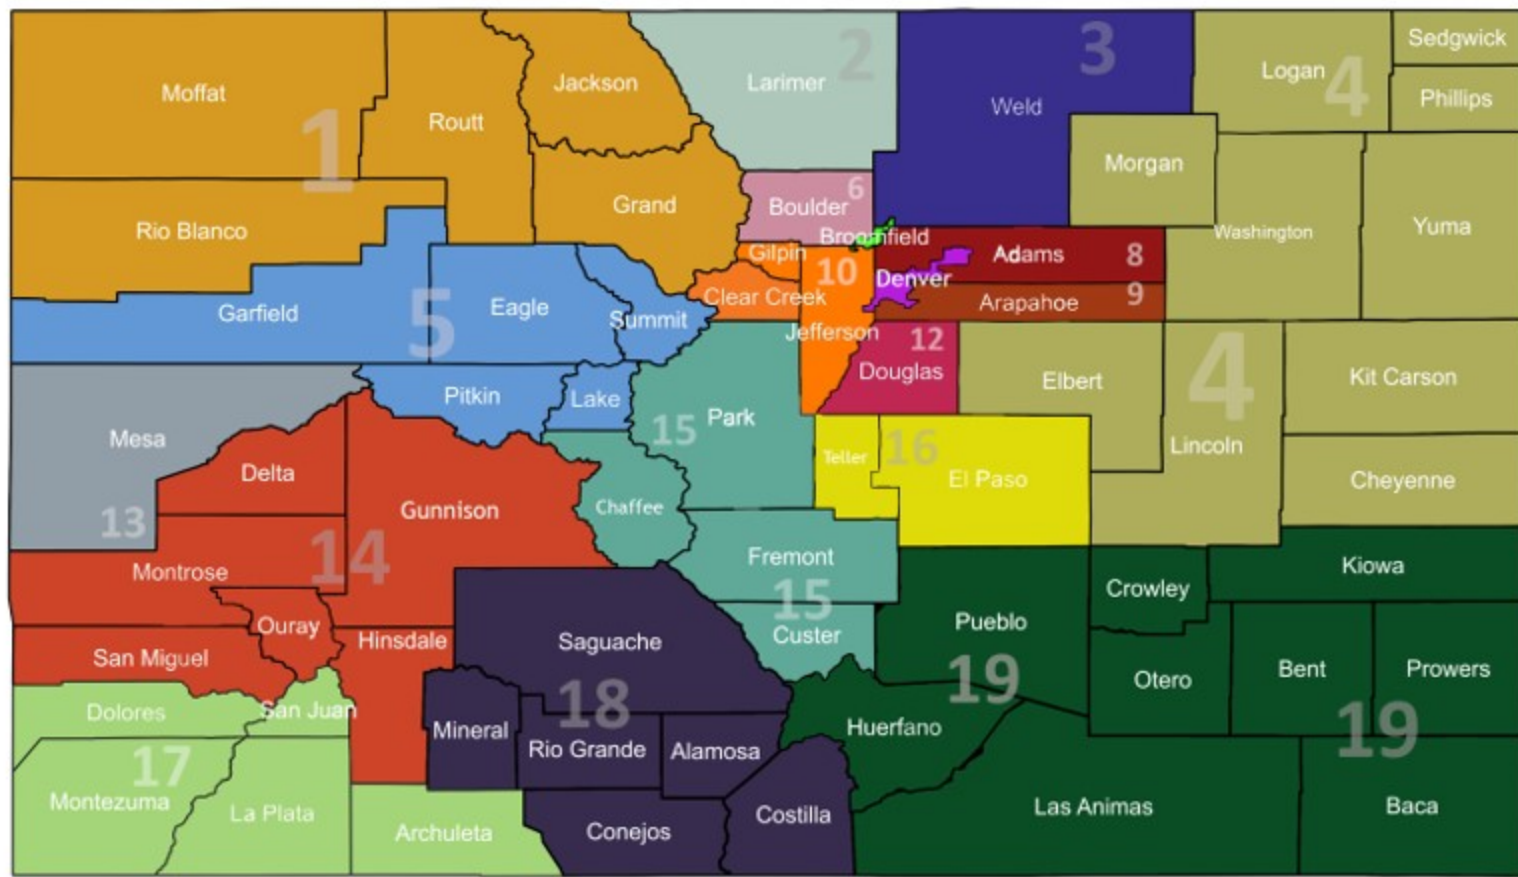 Moffat
1
Routt
Jackson
Larimer
2
Weld
3
Logan
4
Sedgwick
Phillips
Morgan
Washington
Yuma
Rio Blanco
Grand
Boulder
6
Broomfield
Gilpin
10
Denver
Adams
8
Clear Creek
Arapahoe
9
Garfield
5
Eagle
Summit
Jefferson
12
Douglas
Elbert
4
Lincoln
Kit Carson
Cheyenne
Pitkin
Lake
Park
15
Mesa
13
Delta
Gunnison
14
Chaffee
Teller
16
El Paso
Montrose
Fremont
15
Custer
Kiowa
Crowley
Pueblo
19
Ouray
Hinsdale
Saguache
18
San Miguel
Otero
Bent
Prowers
19
Dolores
San Juan
17
Mineral
Rio Grande
Alamosa
Huerfano
Montezuma
La Plata
Archuleta
Conejos
Costilla
Las Animas
Baca